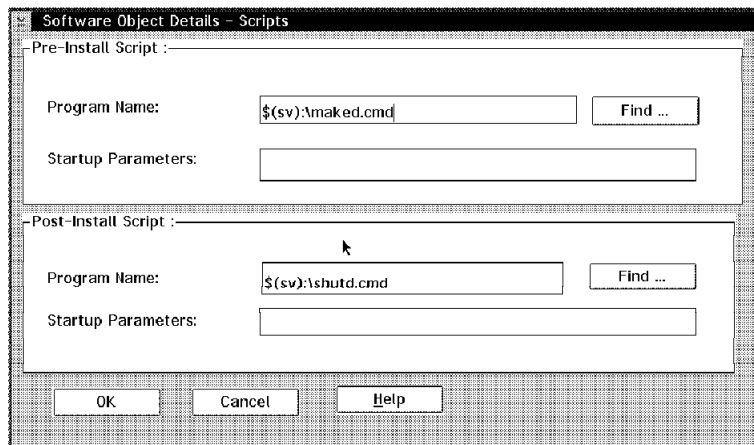 Software Object Details - Scripts
Pre-Install Script :
Program Name:
$(sv):\maked.cmd
Find ...
Startup Parameters:
Post-Install Script :
Program Name:
$(sv):\shutd.cmd
Find ...
Startup Parameters:
OK
Cancel
Help